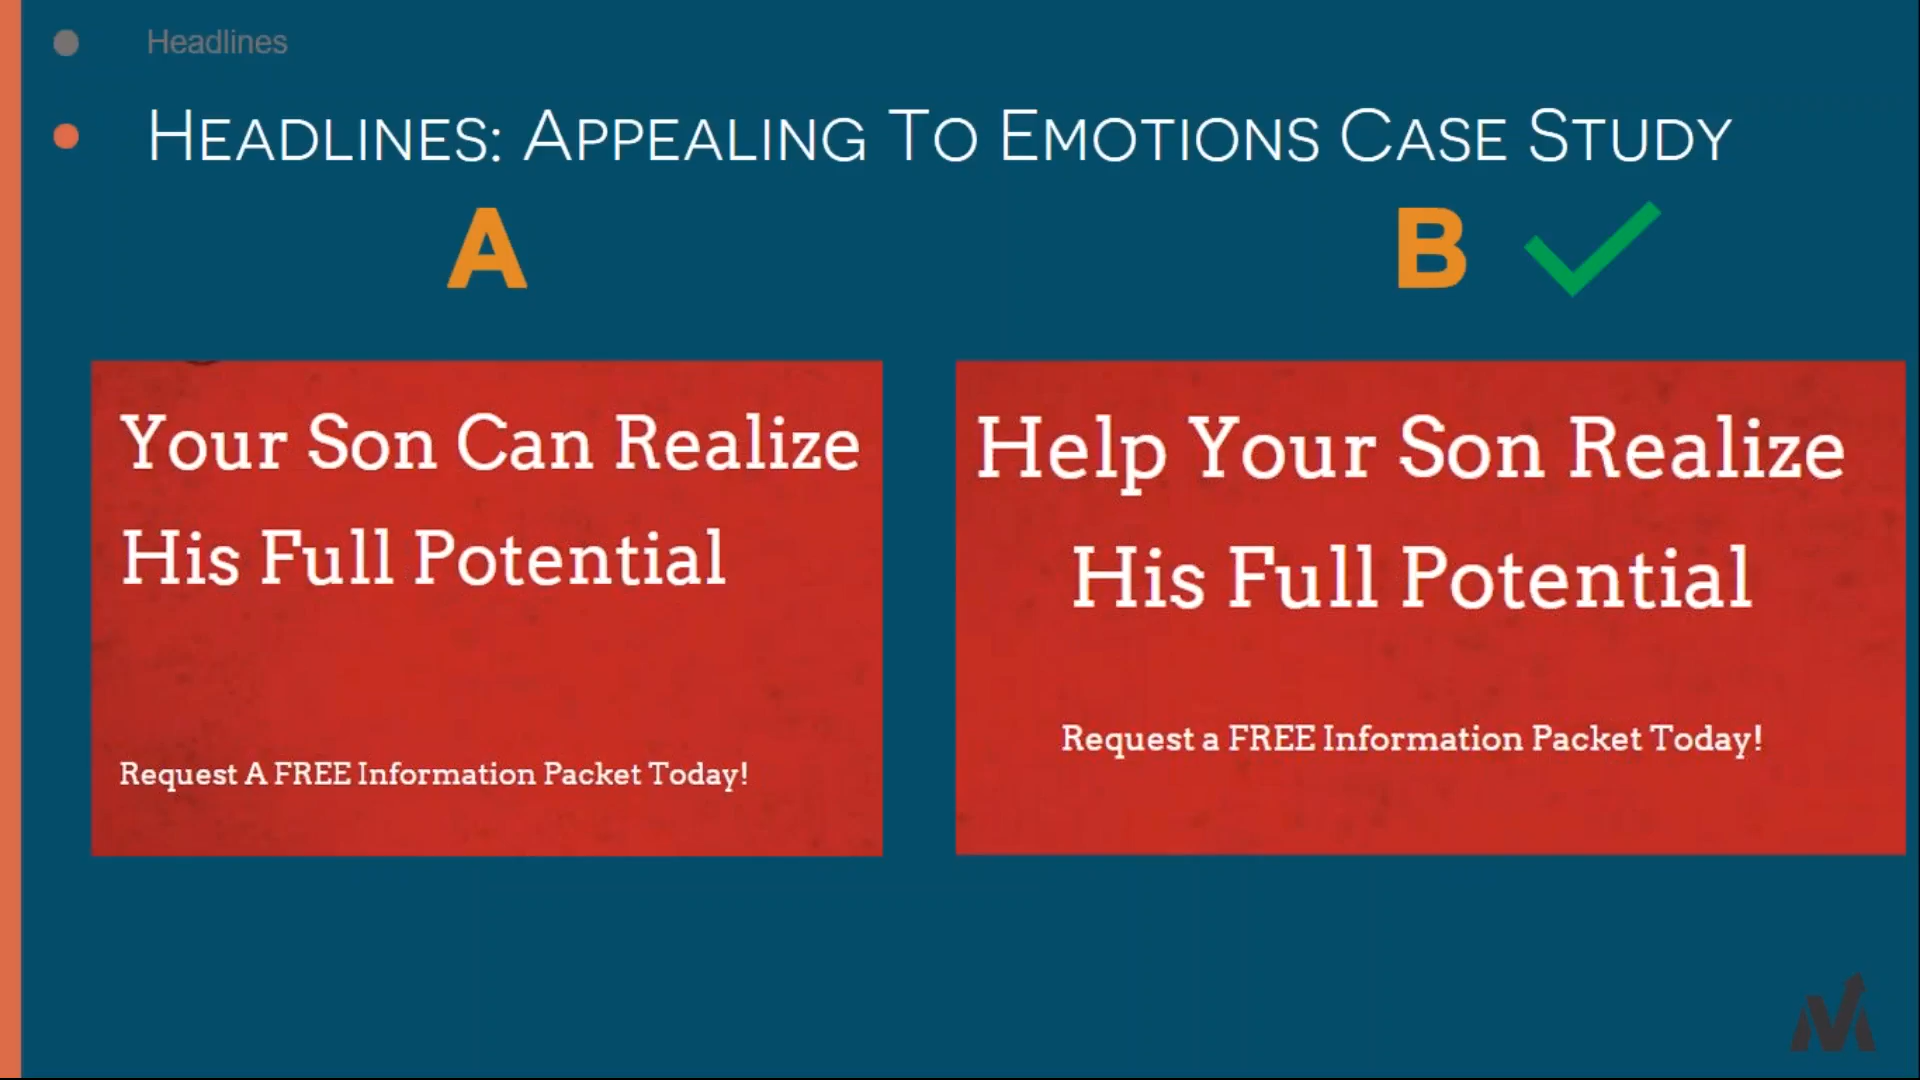 Headlines
HEADLINES: APPEALING TO EMOTIONS CASE STUDY
A
B
Your Son Can Realize
His Full Potential
Request A FREE Information Packet Today!
Help Your Son Realize
His Full Potential
Request a FREE Information Packet Today!